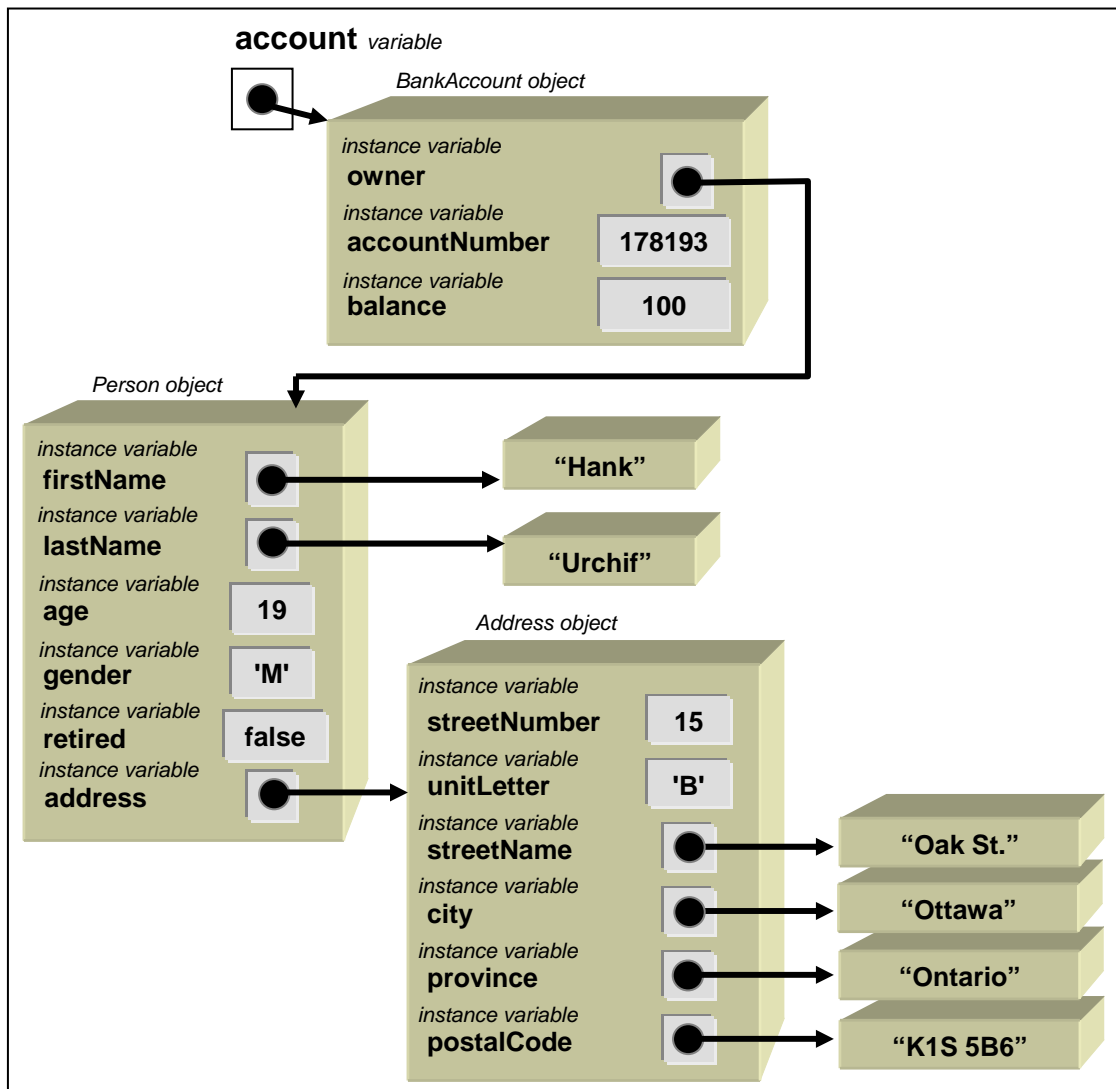 account variable
BankAccount object
instance variable
owner
instance variable
accountNumber 178193
instance variable
balance 100
Person object
instance variable
firstName
“Hank”
instance variable
lastName
“Urchif”
instance variable
age 19
instance variable
gender 'M'
instance variable
retired false
instance variable
address
Address object
instance variable
streetNumber 15
instance variable
unitLetter 'B'
instance variable
streetName
“Oak St.”
instance variable
city
“Ottawa”
instance variable
province
“Ontario”
instance variable
postalCode
“K1S 5B6”